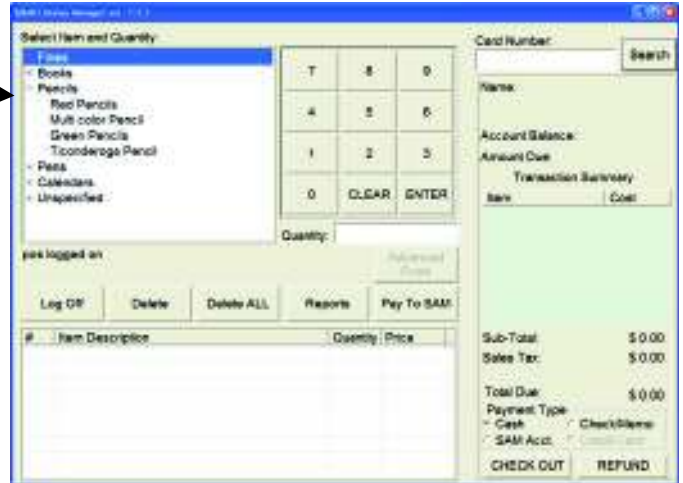 Select Item and Quantity
Fines
Books
Pencils
Red Pencils
Multi color Pencil
Green Pencils
Ticonderoga Pencil
Pens
Calendars
Unspecified
7 8 9
4 5 6
1 2 3
0 CLEAR ENTER
Quantity:
pos logged on
Advanced
Log Off Delete Delete ALL Reports Pay To SAM
# Item Description Quantity Price
Card Number:
Search
Name:
Account Balance:
Amount Due
Transaction Summary
Item Cost
Sub-Total: $ 0.00
Sales Tax: $ 0.00
Total Due: $ 0.00
Payment Type
Cash Check/Memo
SAM Acct.
CHECK OUT REFUND